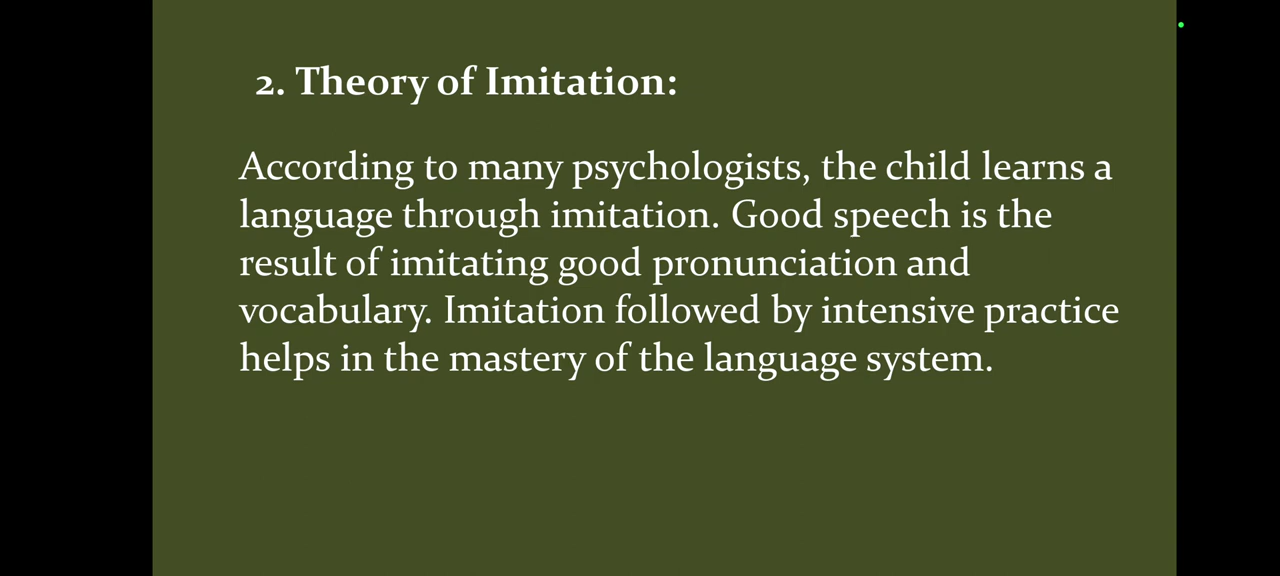 2. Theory of Imitation:
According to many psychologists, the child learns a
language through imitation. Good speech is the
result of imitating good pronunciation and
vocabulary. Imitation followed by intensive practice
helps in the mastery of the language system.